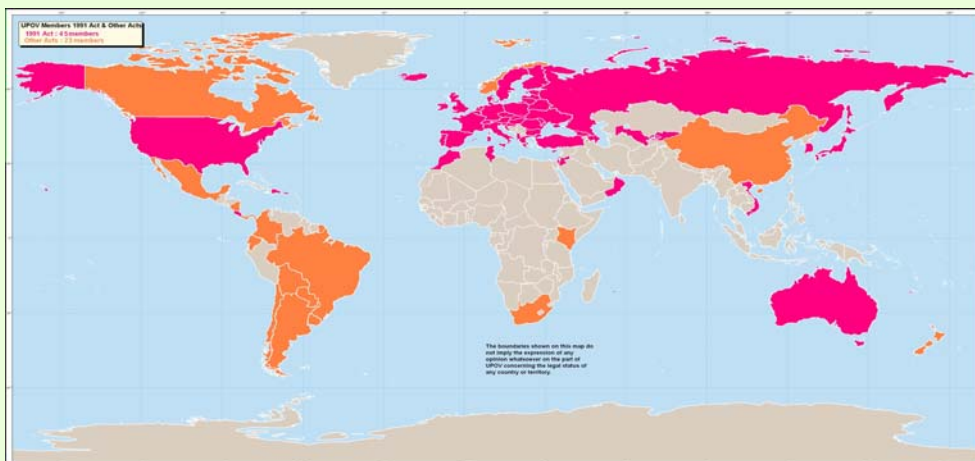 UPOV Members 1991 Act & Other Acts
1991 Act : 45 members
Other Acts : 23 members
The boundaries shown on this map do
not imply the expression of any
opinion whatsoever on the part of
UPOV concerning the legal status of
any country or territory.